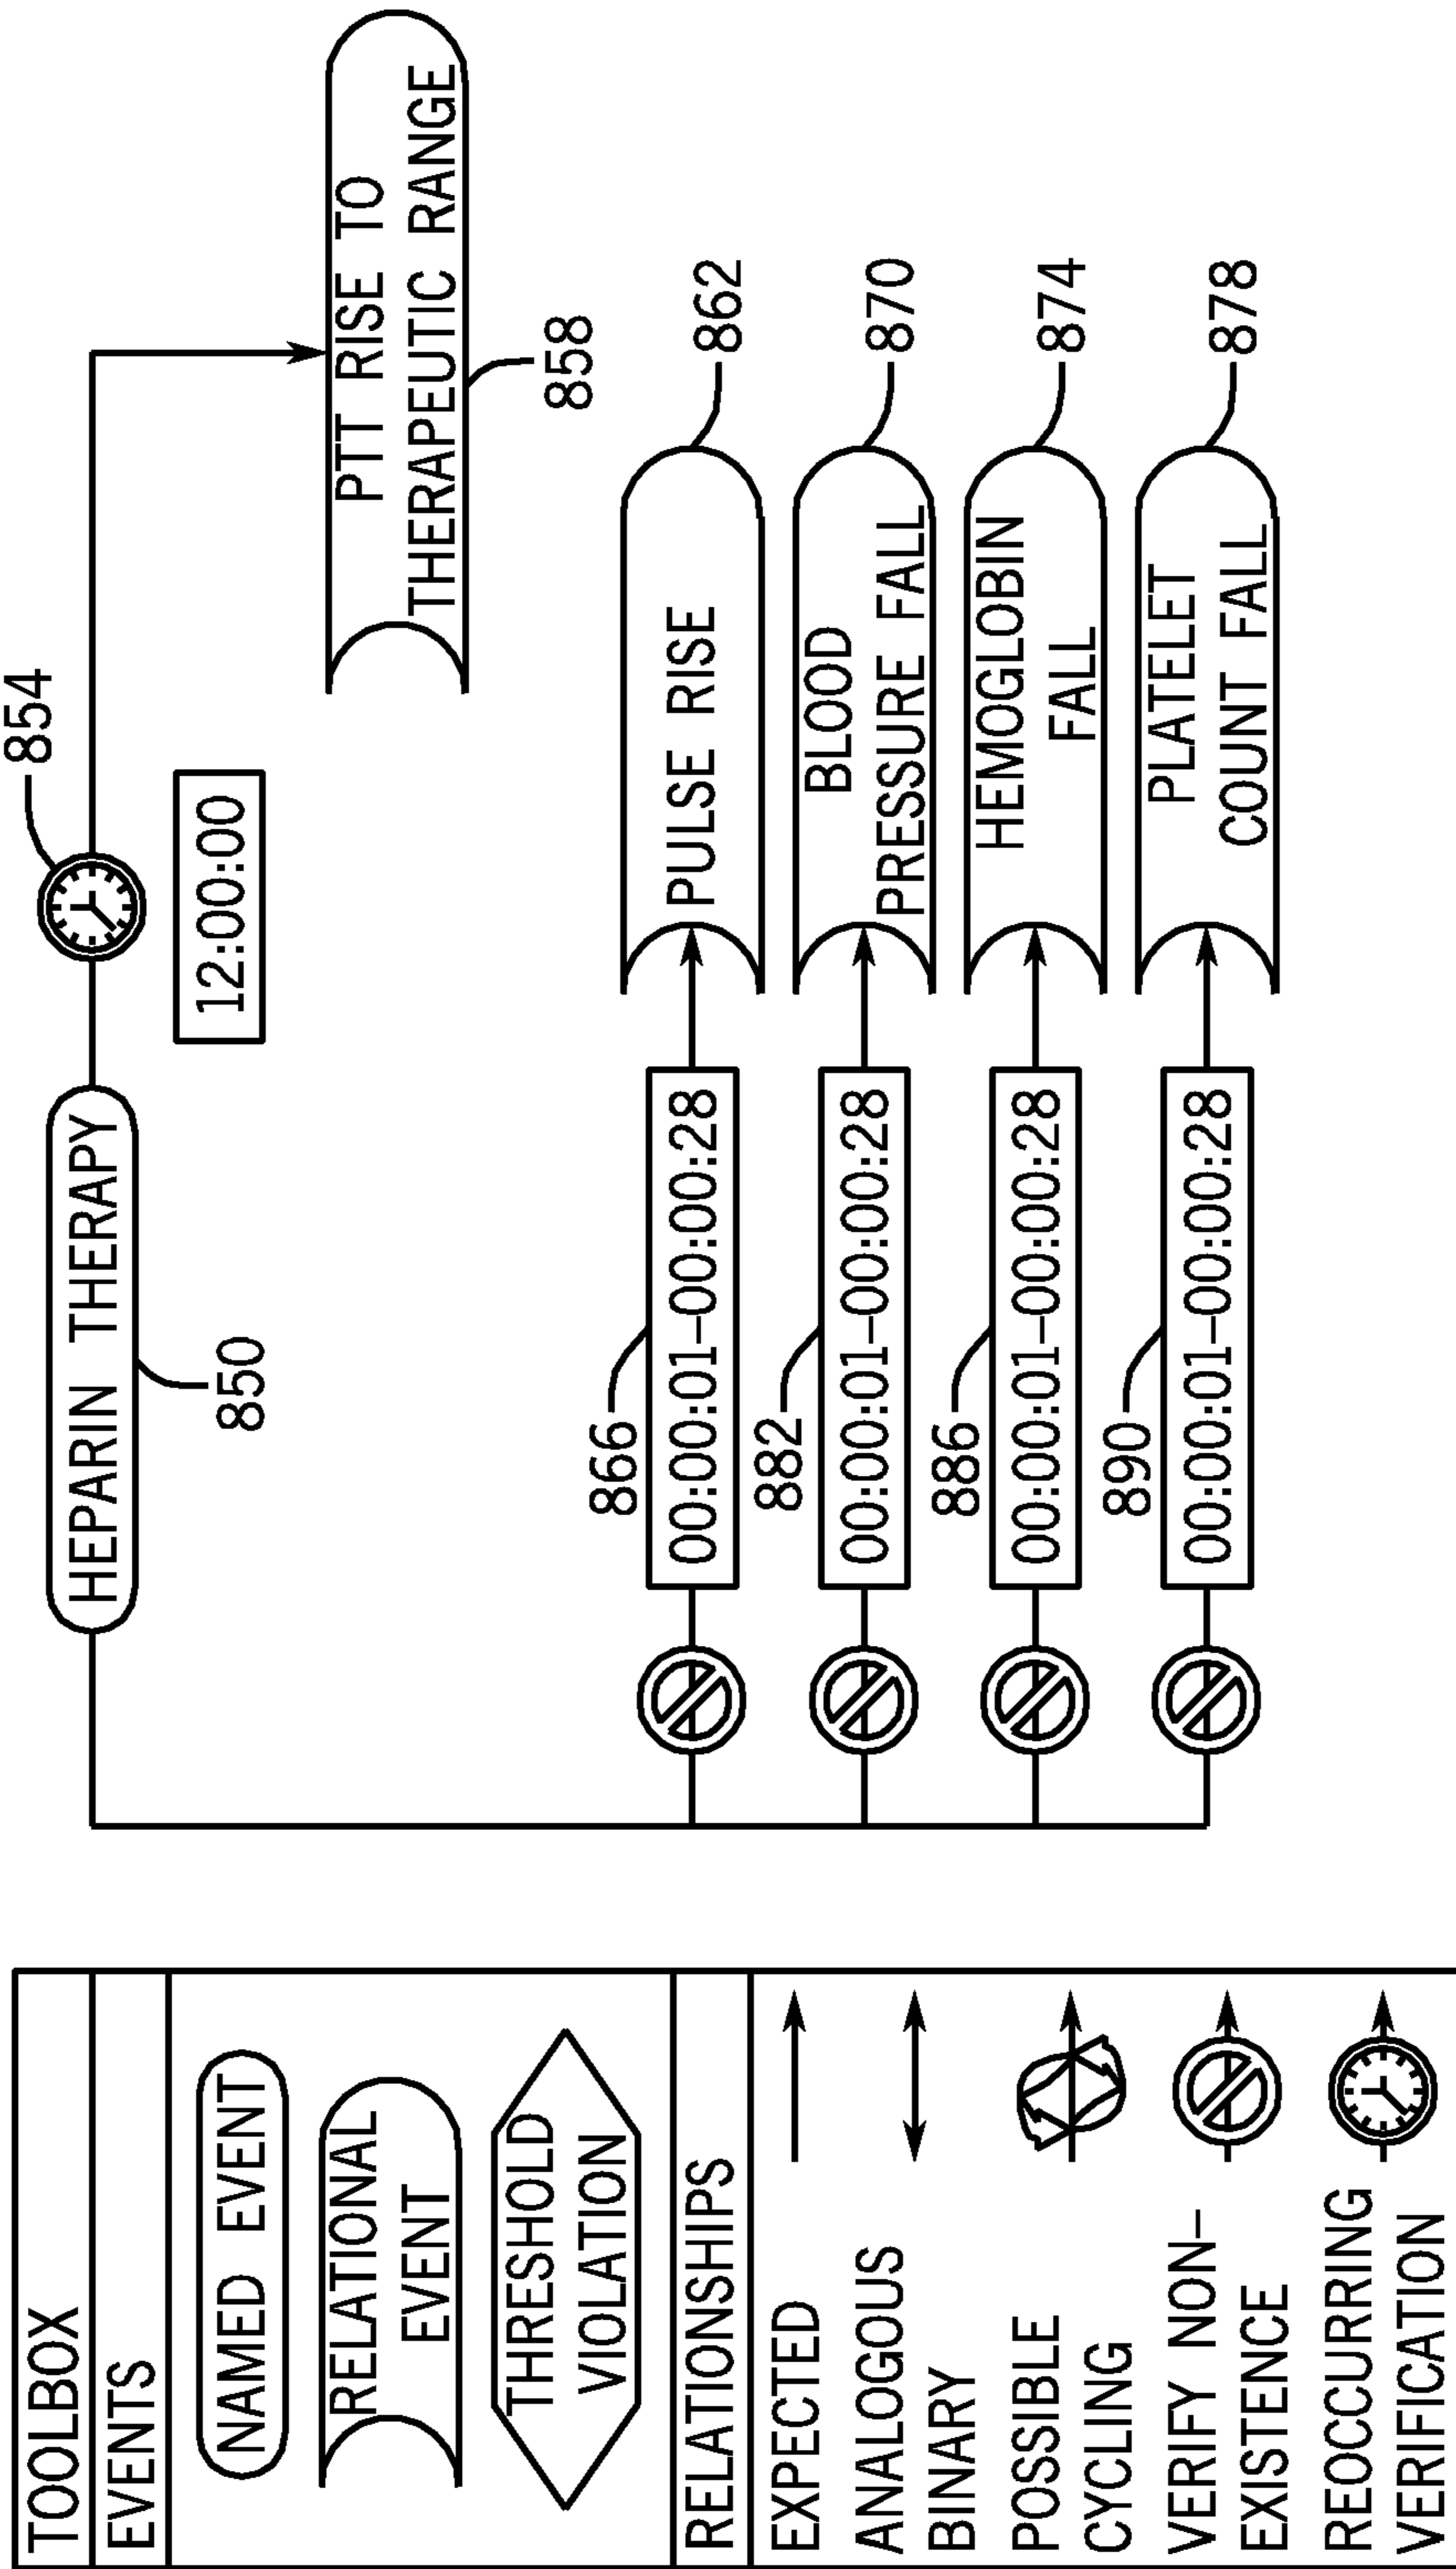 TOOLBOX
EVENTS
NAMED EVENT
RELATIONAL
EVENT
THRESHOLD
VIOLATION
RELATIONSHIPS
EXPECTED
ANALOGOUS
BINARY
POSSIBLE
CYCLING
VERIFY NON–
EXISTENCE
REOCCURRING
VERIFICATION
HEPARIN THERAPY
850
854
12:00:00
PTT RISE TO
THERAPEUTIC RANGE
858
866
00:00:01–00:00:28
PULSE RISE
862
882
00:00:01–00:00:28
BLOOD
PRESSURE FALL
870
886
00:00:01–00:00:28
HEMOGLOBIN
FALL
874
890
00:00:01–00:00:28
PLATELET
COUNT FALL
878